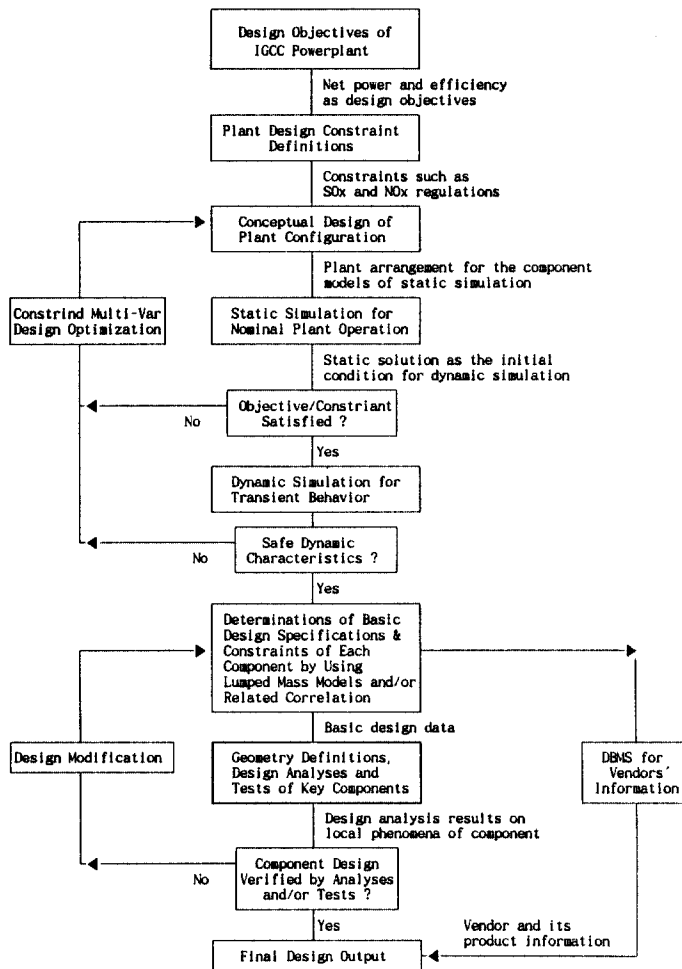 Design Objectives of
IGCC Powerplant
Net power and efficiency
as design objectives
Plant Design Constraint
Definitions
Constraints such as
SOx and NOx regulations
Conceptual Design of
Plant Configuration
Plant arrangement for the component
models of static simulation
Constrind Multi-Var
Design Optimization
Static Simulation for
Nominal Plant Operation
Static solution as the initial
condition for dynamic simulation
Objective/Constriant
Satisfied ?
No
Yes
Dynamic Simulation for
Transient Behavior
Safe Dynamic
Characteristics ?
No
Yes
Determinations of Basic
Design Specifications &
Constraints of Each
Component by Using
Lumped Mass Models and/or
Related Correlation
Basic design data
Design Modification
Geometry Definitions,
Design Analyses and
Tests of Key Components
DBMS for
Vendors'
Information
Design analysis results on
local phenomena of component
Component Design
Verified by Analyses
and/or Tests ?
No
Yes
Vendor and its
product information
Final Design Output